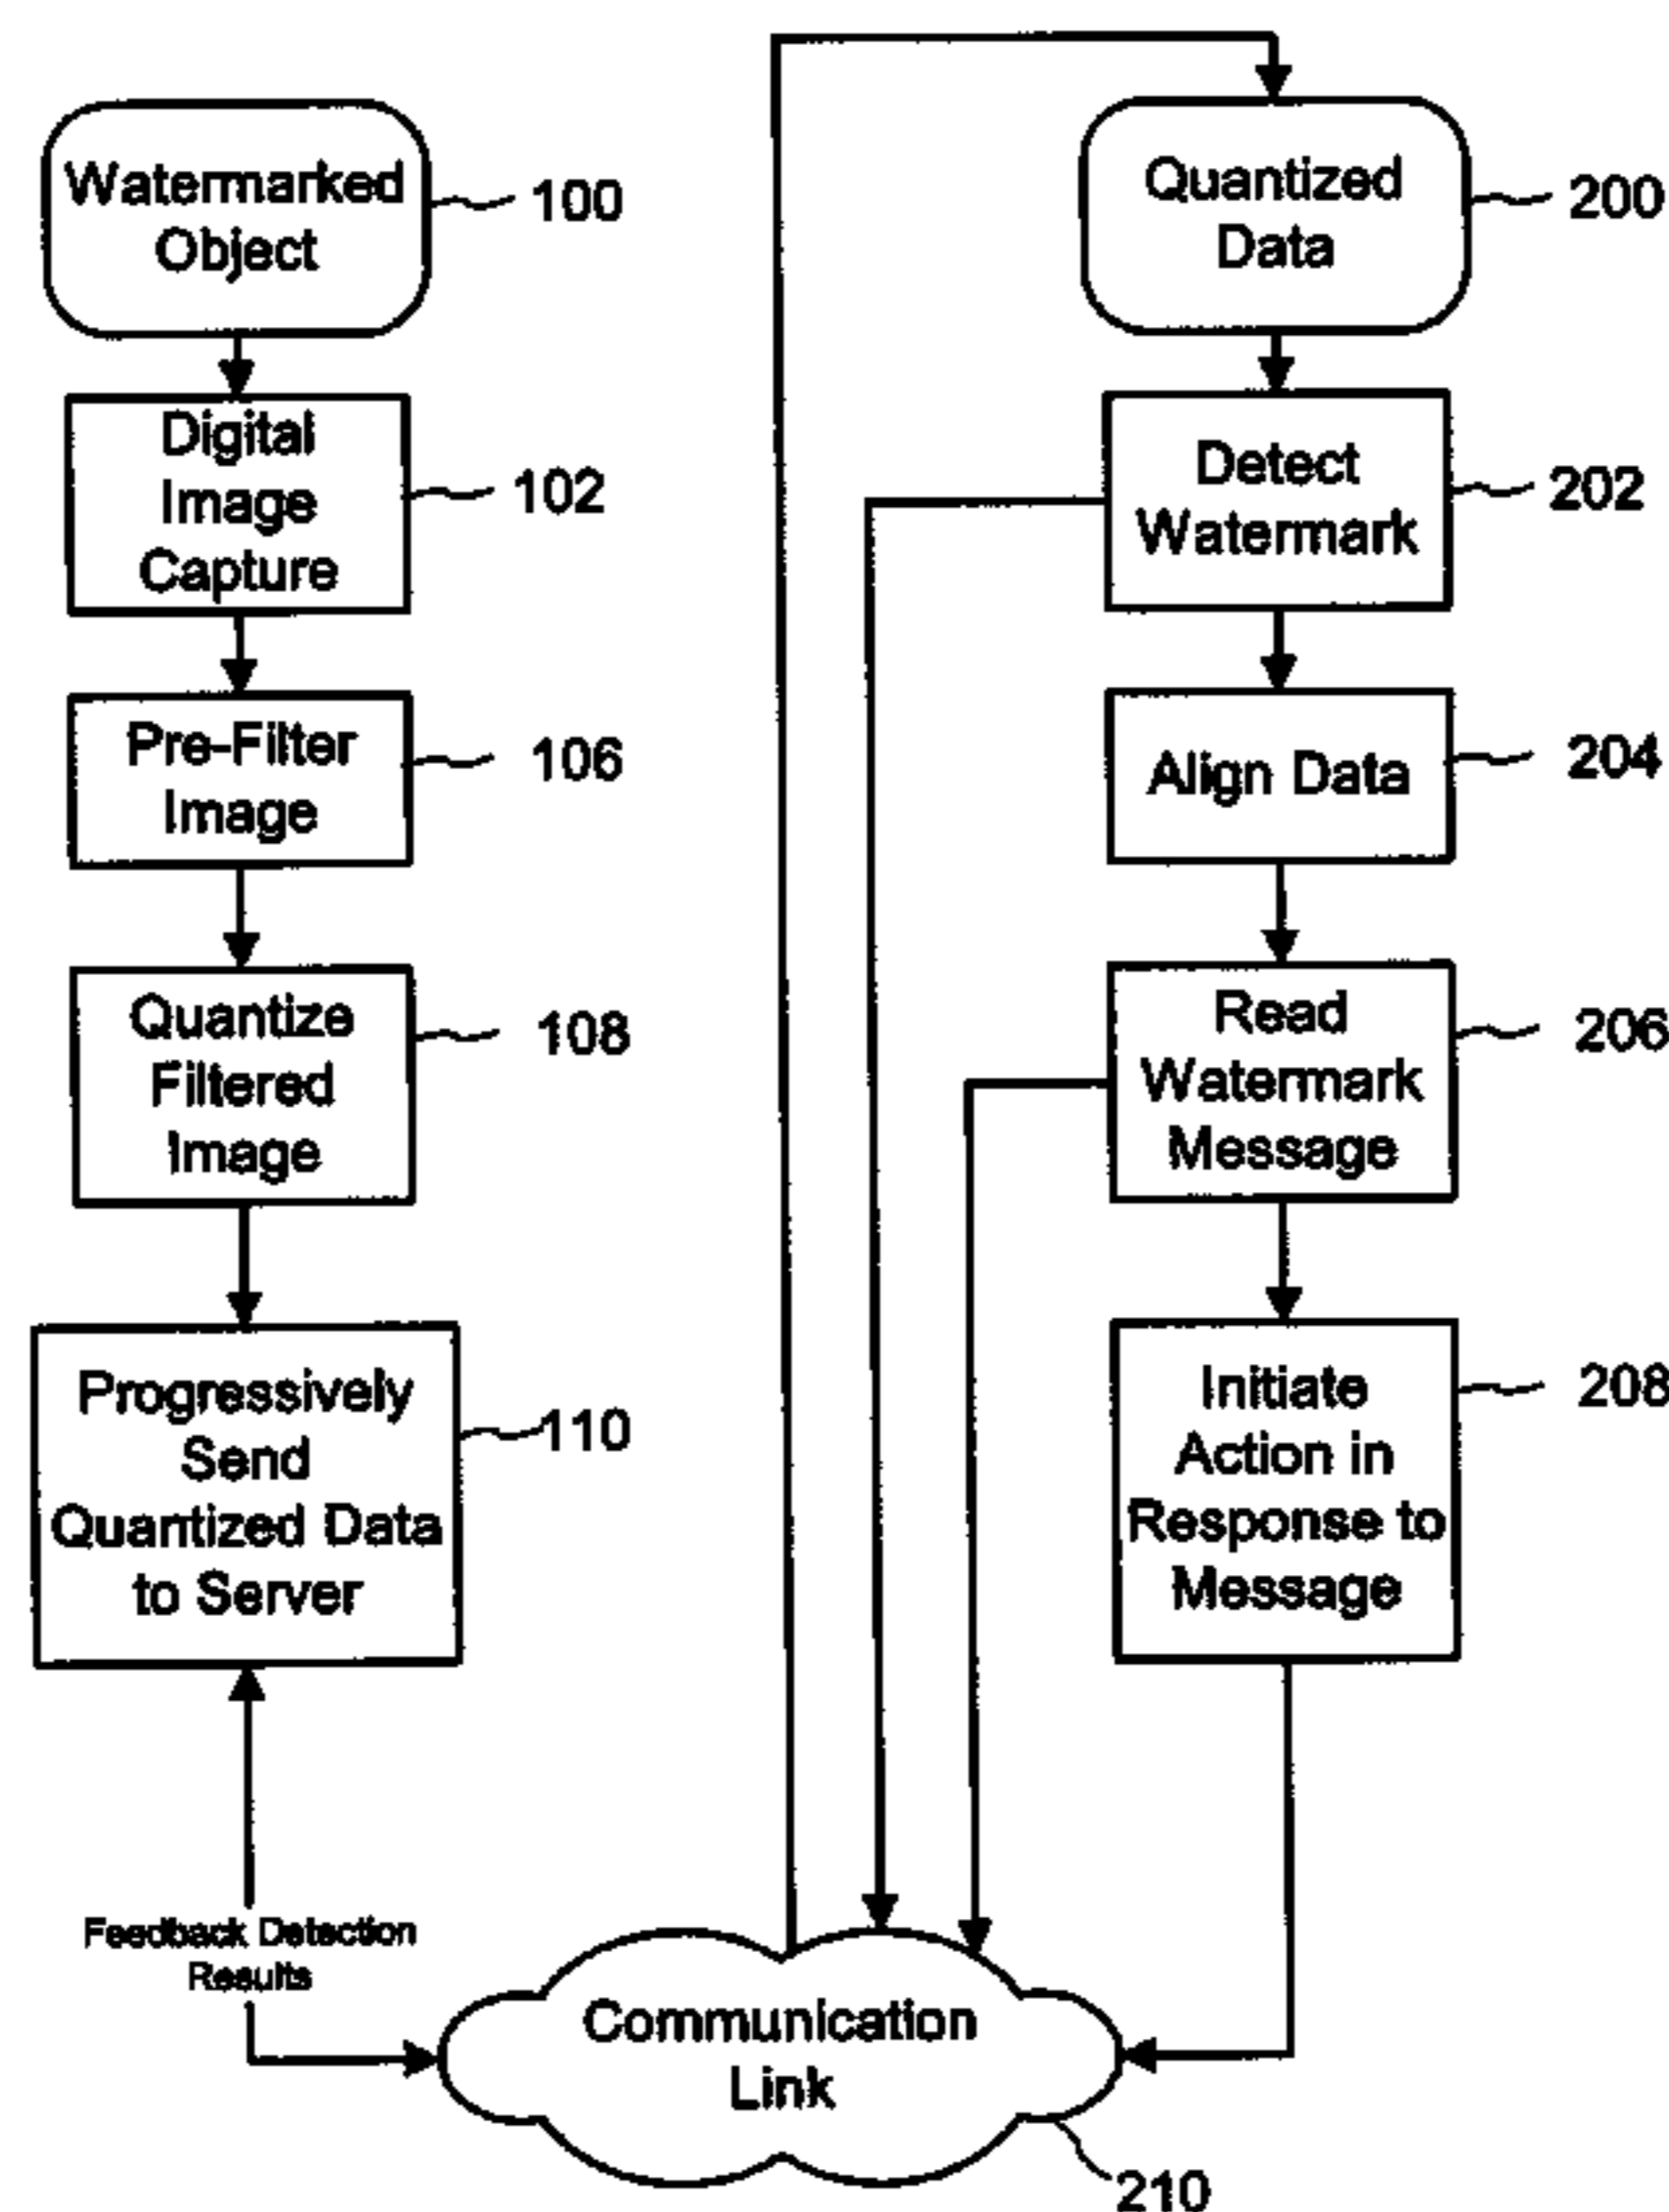 Watermarked
Object
100
Digital
Image
Capture
102
Pre-Filter
Image
106
Quantize
Filtered
Image
108
Progressively
Send
Quantized Data
to Server
110
Feedback Detection
Results
Quantized
Data
200
Detect
Watermark
202
Align Data
204
Read
Watermark
Message
206
Initiate
Action in
Response to
Message
208
Communication
Link
210